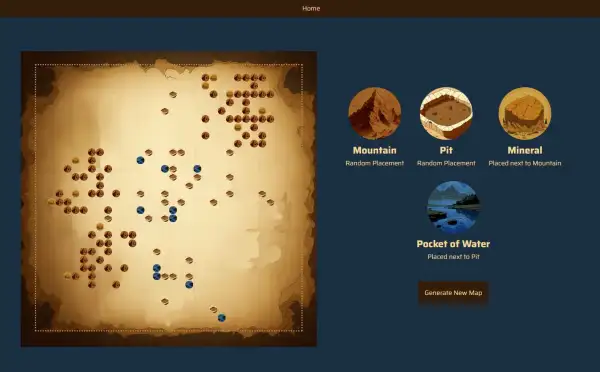 Home
Mountain
Random Placement
Pit
Random Placement
Mineral
Placed next to Mountain
Pocket of Water
Placed next to Pit
Generate New Map